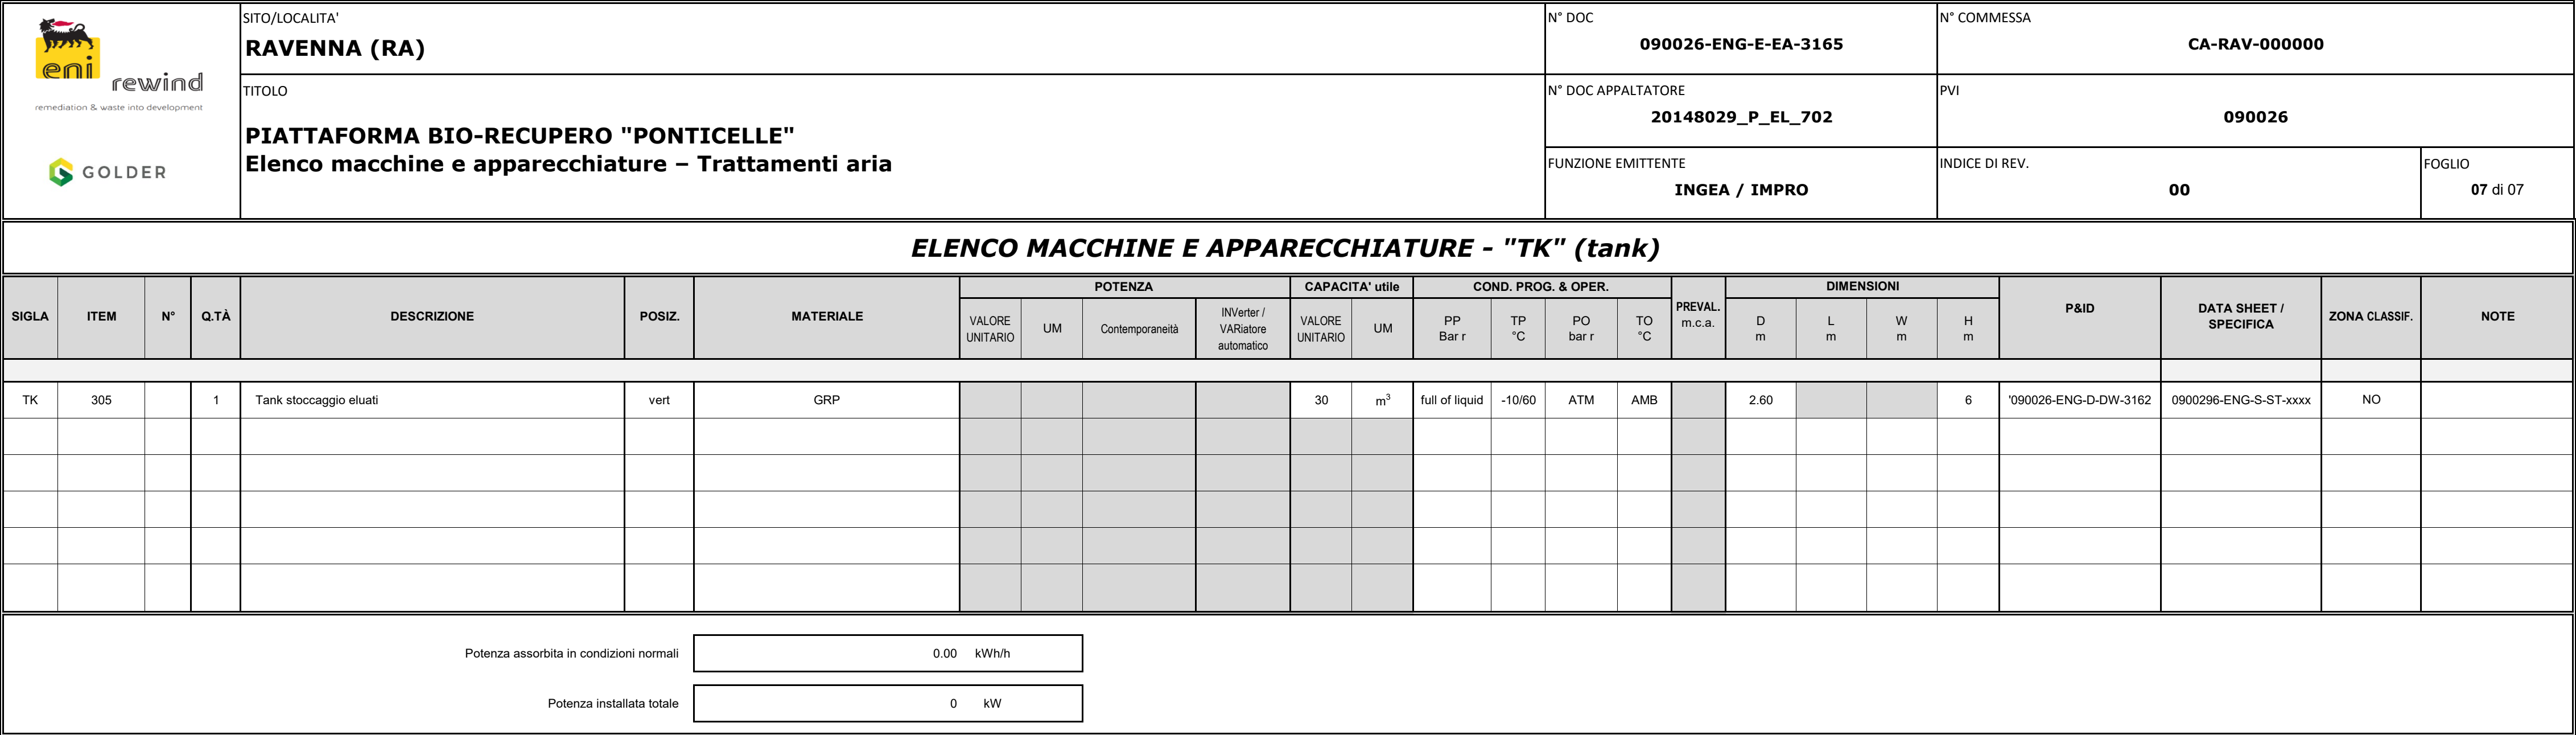 eni
rewind
remediation & waste into development
GOLDER
SITO/LOCALITA'
RAVENNA (RA)
TITOLO
PIATTAFORMA BIO-RECUPERO "PONTICELLE"
Elenco macchine e apparecchiature – Trattamenti aria
N° DOC
090026-ENG-E-EA-3165
N° COMMESSA
CA-RAV-000000
N° DOC APPALTATORE
20148029_P_EL_702
PVI
090026
FUNZIONE EMITTENTE
INGEA / IMPRO
INDICE DI REV.
00
FOGLIO
07 di 07
ELENCO MACCHINE E APPARECCHIATURE - "TK" (tank)
SIGLA ITEM N° Q.TÀ DESCRIZIONE POSIZ. MATERIALE
POTENZA
VALORE UNITARIO UM Contemporaneità INVerter / VARiatore automatico
CAPACITA' utile
VALORE UNITARIO UM
COND. PROG. & OPER.
PP Bar r TP °C PO bar r TO °C
PREVAL. m.c.a.
DIMENSIONI
D m L m W m H m
P&ID DATA SHEET / SPECIFICA ZONA CLASSIF. NOTE
TK 305 1 Tank stoccaggio eluati vert GRP 30 m³ full of liquid -10/60 ATM AMB 2.60 6 '090026-ENG-D-DW-3162 0900296-ENG-S-ST-xxxx NO
Potenza assorbita in condizioni normali 0.00 kWh/h
Potenza installata totale 0 kW